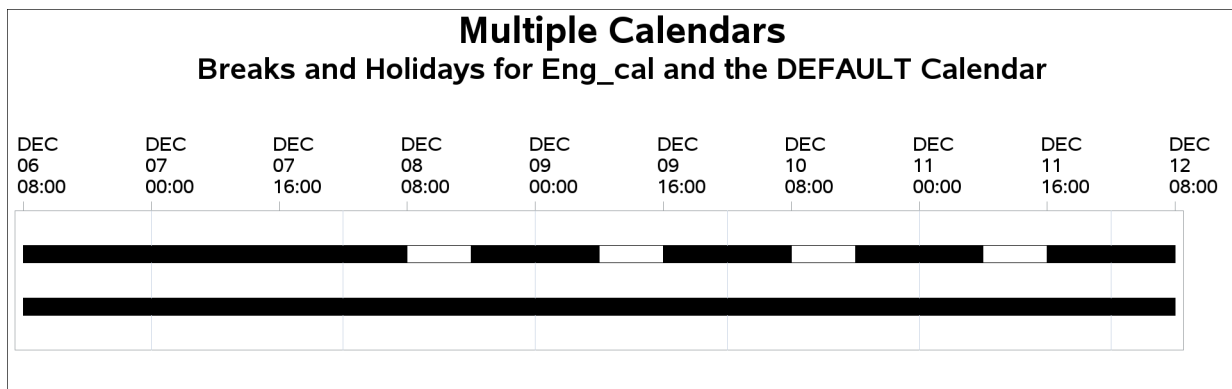 Multiple Calendars
Breaks and Holidays for Eng_cal and the DEFAULT Calendar
DEC DEC DEC DEC DEC DEC DEC DEC DEC DEC
06 07 07 08 09 09 10 11 11 12
08:00 00:00 16:00 08:00 00:00 16:00 08:00 00:00 16:00 08:00